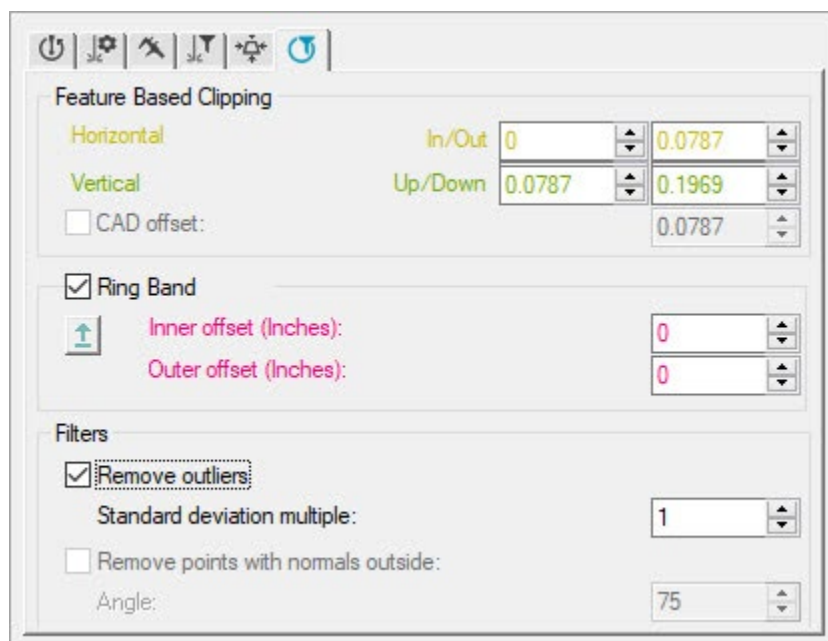 Feature Based Clipping
Horizontal In/Out 0 0.0787
Vertical Up/Down 0.0787 0.1969
CAD offset: 0.0787
Ring Band
Inner offset (Inches): 0
Outer offset (Inches): 0
Filters
Remove outliers
Standard deviation multiple: 1
Remove points with normals outside:
Angle: 75